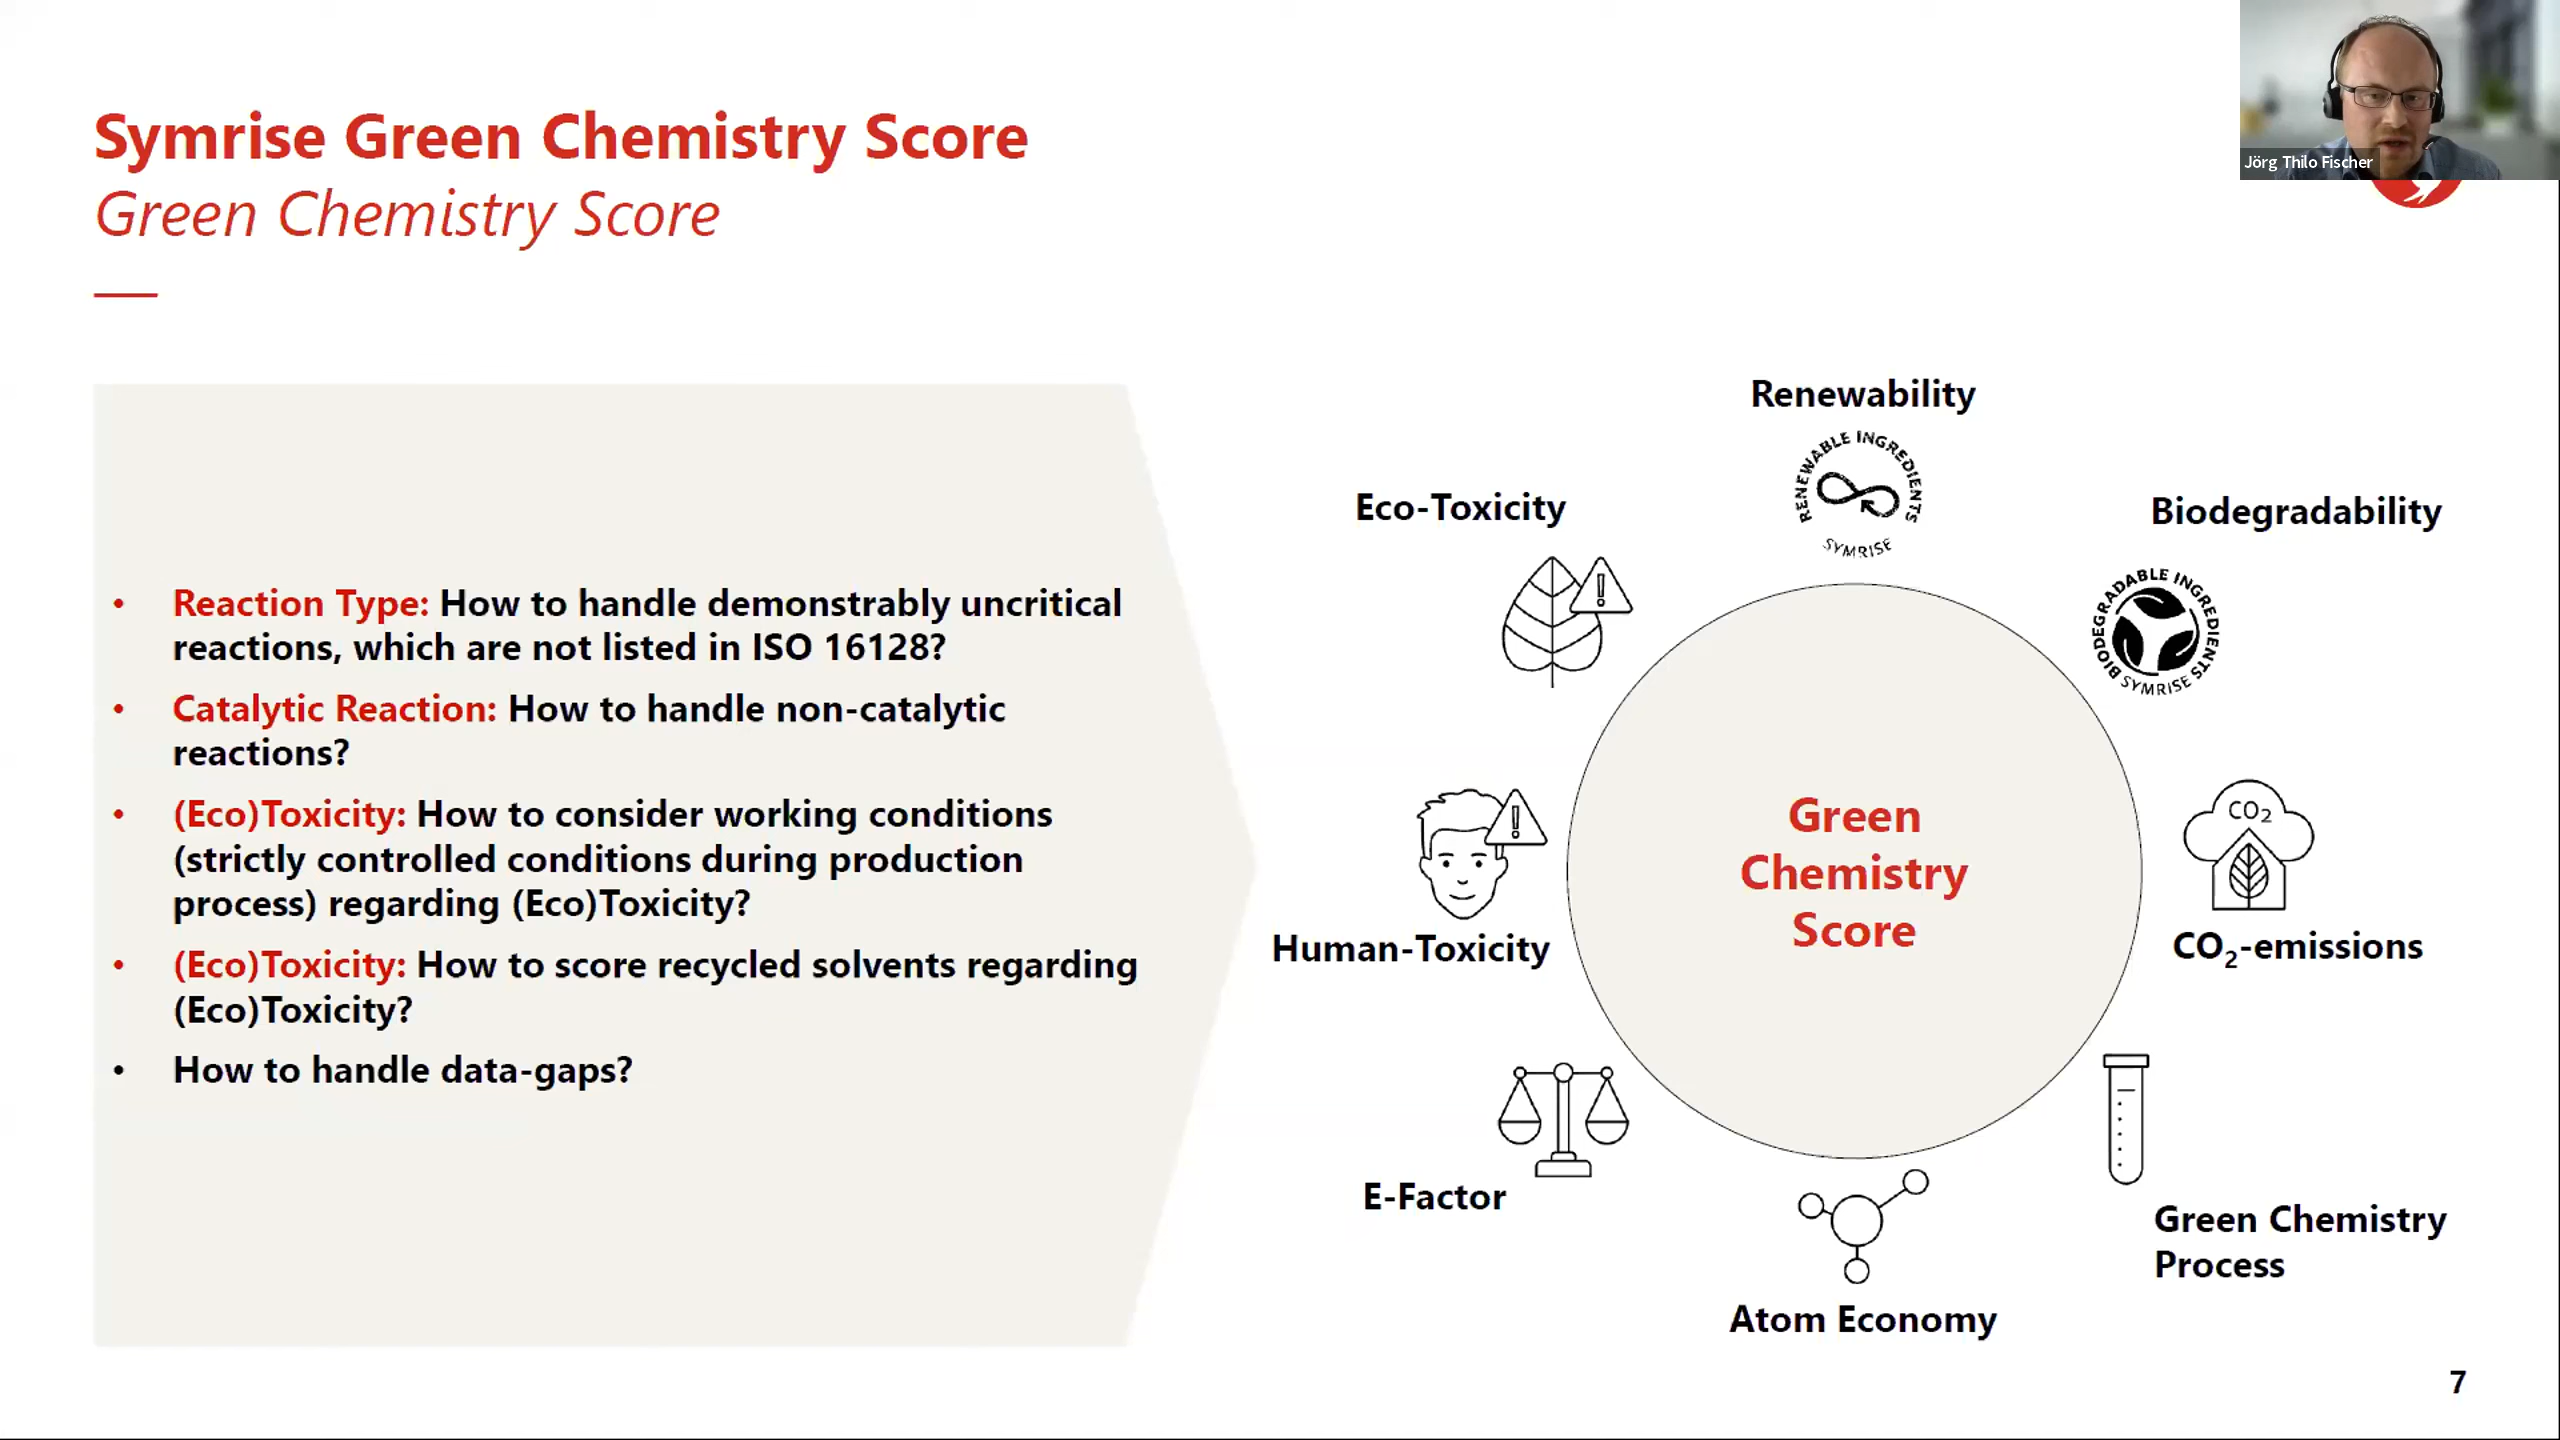 Jörg Thilo Fischer
Symrise Green Chemistry Score
Green Chemistry Score
• Reaction Type: How to handle demonstrably uncritical
reactions, which are not listed in ISO 16128?
• Catalytic Reaction: How to handle non-catalytic
reactions?
• (Eco)Toxicity: How to consider working conditions
(strictly controlled conditions during production
process) regarding (Eco)Toxicity?
• (Eco)Toxicity: How to score recycled solvents regarding
(Eco)Toxicity?
• How to handle data-gaps?
Renewability
RENEWABLE INGREDIENTS
SYMRISE
Eco-Toxicity
Biodegradability
BIODEGRADABLE INGREDIENTS
SYMRISE
Human-Toxicity
Green
Chemistry
Score
CO2
CO₂-emissions
E-Factor
Green Chemistry
Process
Atom Economy
7